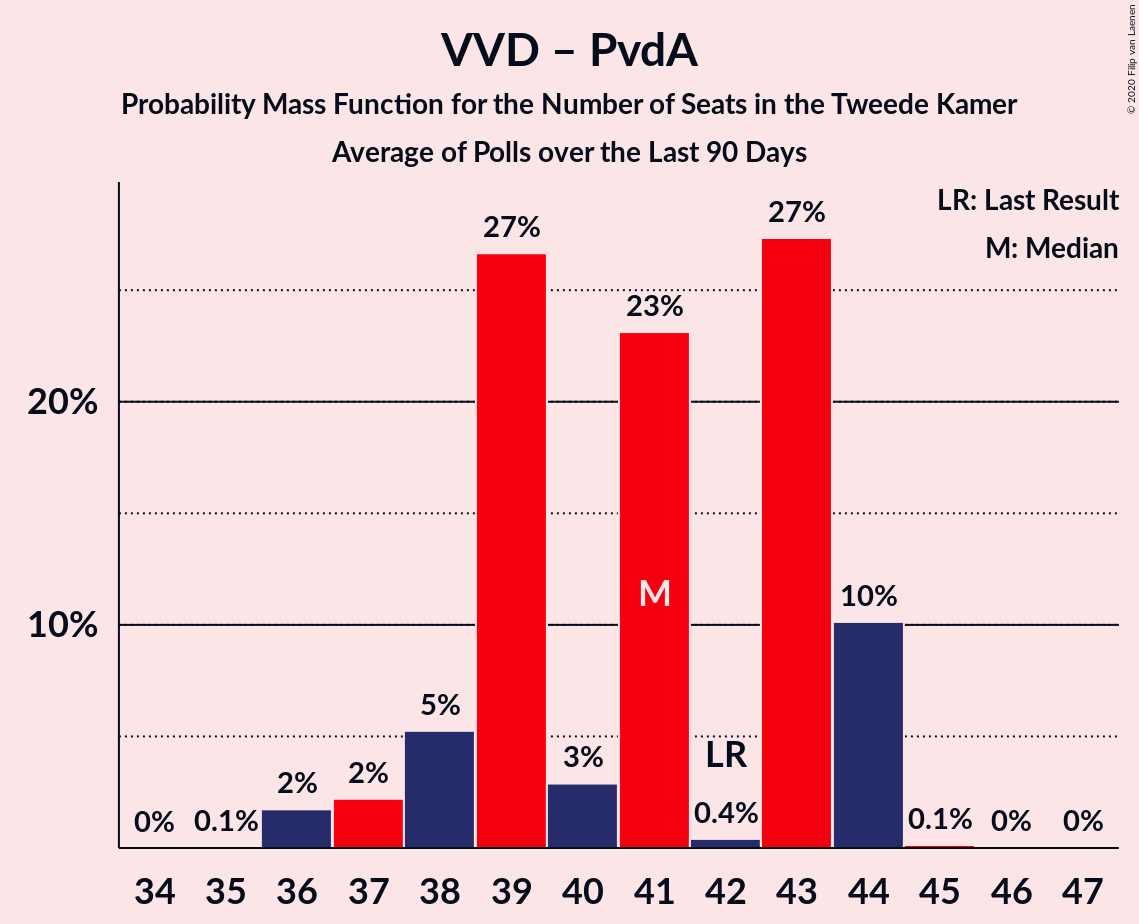 VVD – PvdA
Probability Mass Function for the Number of Seats in the Tweede Kamer
Average of Polls over the Last 90 Days
© 2020 Filip van Laenen
LR: Last Result
M: Median
20%
10%
0%
0.1%
2%
2%
5%
27%
3%
23%
M
LR
0.4%
27%
10%
0.1%
0%
0%
34 35 36 37 38 39 40 41 42 43 44 45 46 47